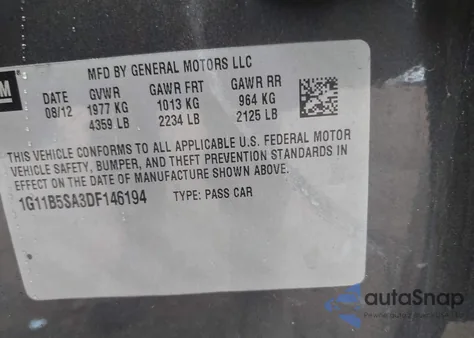 GM
MFD BY GENERAL MOTORS LLC
DATE GVWR GAWR FRT GAWR RR
08/12 1977 KG 1013 KG 964 KG
4359 LB 2234 LB 2125 LB
THIS VEHICLE CONFORMS TO ALL APPLICABLE U.S. FEDERAL MOTOR
VEHICLE SAFETY, BUMPER, AND THEFT PREVENTION STANDARDS IN
EFFECT ON THE DATE OF MANUFACTURE SHOWN ABOVE.
1G11B5SA3DF146194 TYPE: PASS CAR
autoSnap